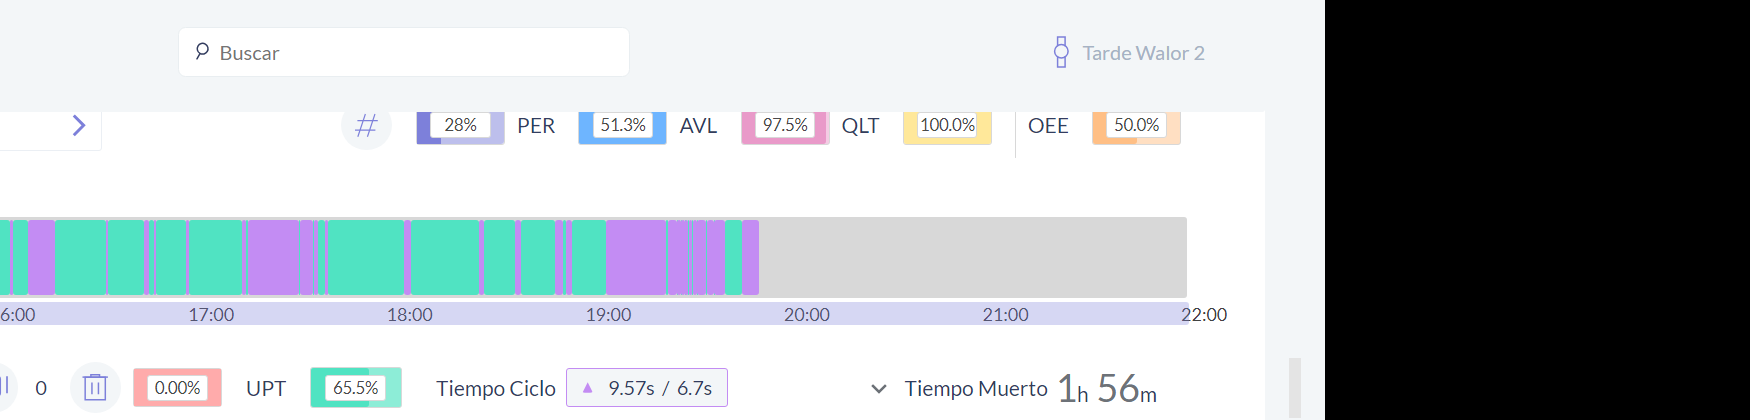 Buscar
Tarde Walor 2
# 28% PER 51.3% AVL 97.5% QLT 100.0% OEE 50.0%
6:00 17:00 18:00 19:00 20:00 21:00 22:00
0 0.00% UPT 65.5% Tiempo Ciclo ▲ 9.57s / 6.7s Tiempo Muerto 1h 56m